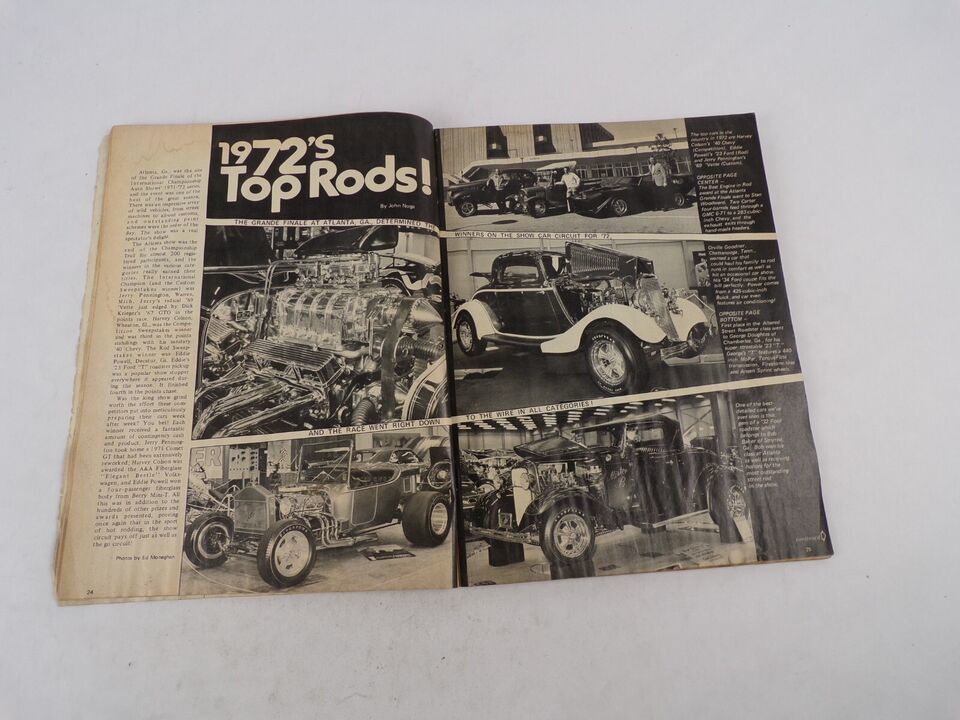 1972'S
Top Rods!
By John Norgi
THE GRANDE FINALE AT ATLANTA, GA., DETERMINED THE
WINNERS ON THE SHOW CAR CIRCUIT FOR '72,
AND THE RACE WENT RIGHT DOWN
TO THE WIRE IN ALL CATEGORIES!
Atlanta, Ga., was the site
of the Grande Finale of the
International Championship
Auto Shows' 1971-'72 series,
and the event was one of the
best of the great season.
There was an impressive array
of wild vehicles, from street
machines to altout customs,
and outstanding paint
schemes were the order of the
day. The show was a real
spectator's delight.
The Atlanta show was the
end of the Championship
Trail for almost 200 regis-
tered participants, and the
winners in the various cate-
gories really earned their
titles. The International
Champion (and the Custom
Sweepstakes winner) was
Jerry Pennington, Warren,
Mich. Jerry's radical '69
'Vette just edged by Dick
Krieger's '67 GTO in the
points race. Harvey Colson,
Wheaton, Ill., was the Compe-
tition Sweepstakes winner
and was third in the points
standings with his unitary
'40 Chevy. The Rod Sweep-
stakes winner was Eddie
Powell, Decatur, Ga. Eddie's
'23 Ford "T" roadster pickup
was a popular show stopper
everywhere it appeared dur-
ing the season. It finished
fourth in the points chase.
Was the long show grind
worth the effort these com-
petitors put into meticulously
preparing their cars week
after week? You bet! Each
winner received a fantastic
amount of contingency cash
and product. Jerry Penning-
ton took home a 1971 Comet
GT that had been extensively
reworked; Harvey Colson was
awarded the A&A Fiberglass
"Elegant Beetle" Volks-
wagen, and Eddie Powell won
a four-passenger fiberglass
body from Berry Mini-T. All
this was in addition to the
hundreds of other prizes and
awards presented, proving
once again that in the sport
of hot rodding, the show
circuit pays off just as well as
the go circuit!
Photos by Ed Monaghan
24
The top cars in the
country in 1972 are Harvey
Colson's '40 Chevy
(Competition), Eddie
Powell's '23 Ford (Rod)
and Jerry Pennington's
'69 'Vette (Custom).
OPPOSITE PAGE
CENTER —
The Best Engine in Rod
award at the Atlanta
Grande Finale went to Stan
Woodward. Two Carter
four-barrels feed through a
GMC 6-71 to a 283-cubic-
inch Chevy, and the
exhaust exits through
hand-made headers.
Orville Goodner,
Chattanooga, Tenn.,
wanted a car that
could haul his family to rod
runs in comfort as well as
hit an occasional car show.
His '34 Ford coupe fits the
bill perfectly. Power comes
from a 425-cubic-inch
Buick, and car even
features air conditioning!
OPPOSITE PAGE
BOTTOM —
First place in the Altered
Street Roadster class went
to George Doughtes of
Chamberlee, Ga., for his
super streetable '23 "T."
George's "T" features a 440-
inch MoPar TorqueFlite
transmission, Firestone tires
and Ansen Sprint wheels.
One of the best-
detailed cars we've
ever seen is this
gem of a '32 Ford
roadster which
belongs to Bob
Baker of Smyrna,
Ga. Bob won his
class at Atlanta
as well as receiving
honors for the
most outstanding
street rod
in the show.
continued
25